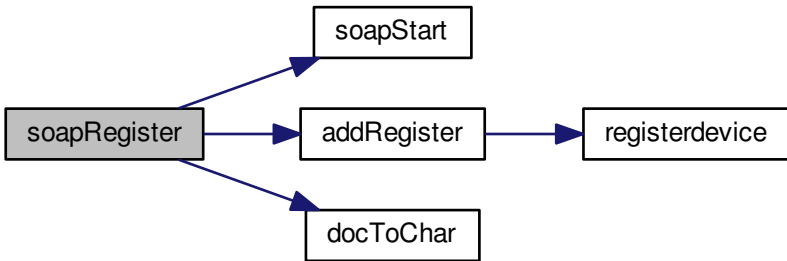 soapStart
soapRegister
addRegister
registerdevice
docToChar